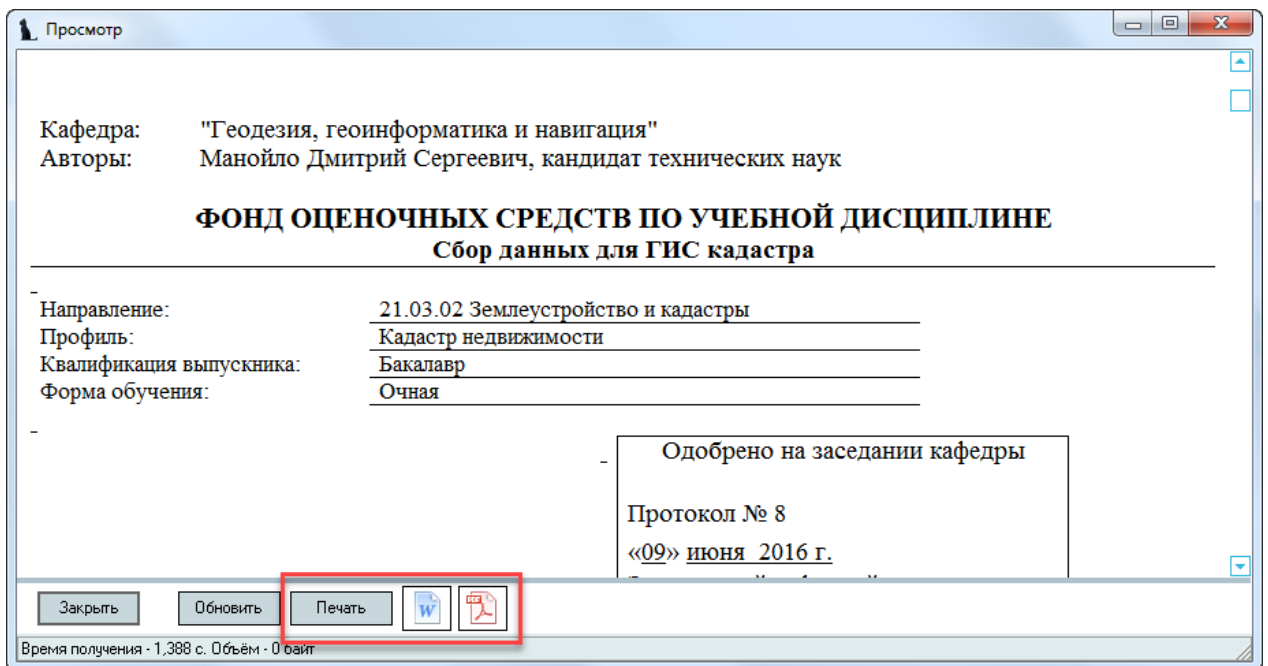 Просмотр
Кафедра: "Геодезия, геоинформатика и навигация"
Авторы: Манойло Дмитрий Сергеевич, кандидат технических наук
ФОНД ОЦЕНОЧНЫХ СРЕДСТВ ПО УЧЕБНОЙ ДИСЦИПЛИНЕ
Сбор данных для ГИС кадастра
Направление: 21.03.02 Землеустройство и кадастры
Профиль: Кадастр недвижимости
Квалификация выпускника: Бакалавр
Форма обучения: Очная
Одобрено на заседании кафедры
Протокол № 8
«09» июня 2016 г.
Закрыть Обновить Печать W PDF
Время получения - 1,388 с. Объём - 0 байт